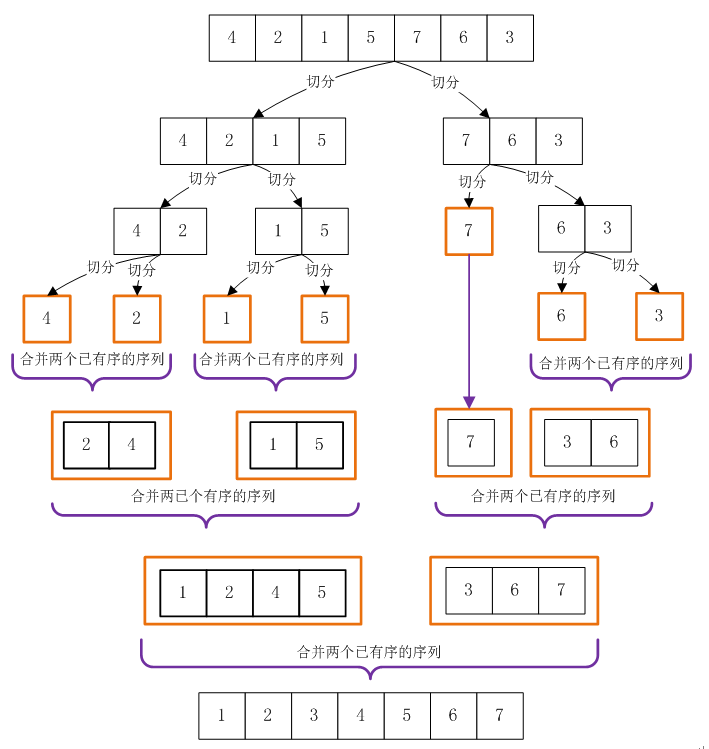 4 2 1 5 7 6 3
切分 切分
4 2 1 5 7 6 3
切分 切分 切分 切分
4 2 1 5 7 6 3
切分 切分 切分 切分 切分 切分
4 2 1 5 6 3
合并两个已有序的序列 合并两个已有序的序列 合并两个已有序的序列
2 4 1 5 7 3 6
合并两已个有序的序列 合并两个已有序的序列
1 2 4 5 3 6 7
合并两个已有序的序列
1 2 3 4 5 6 7